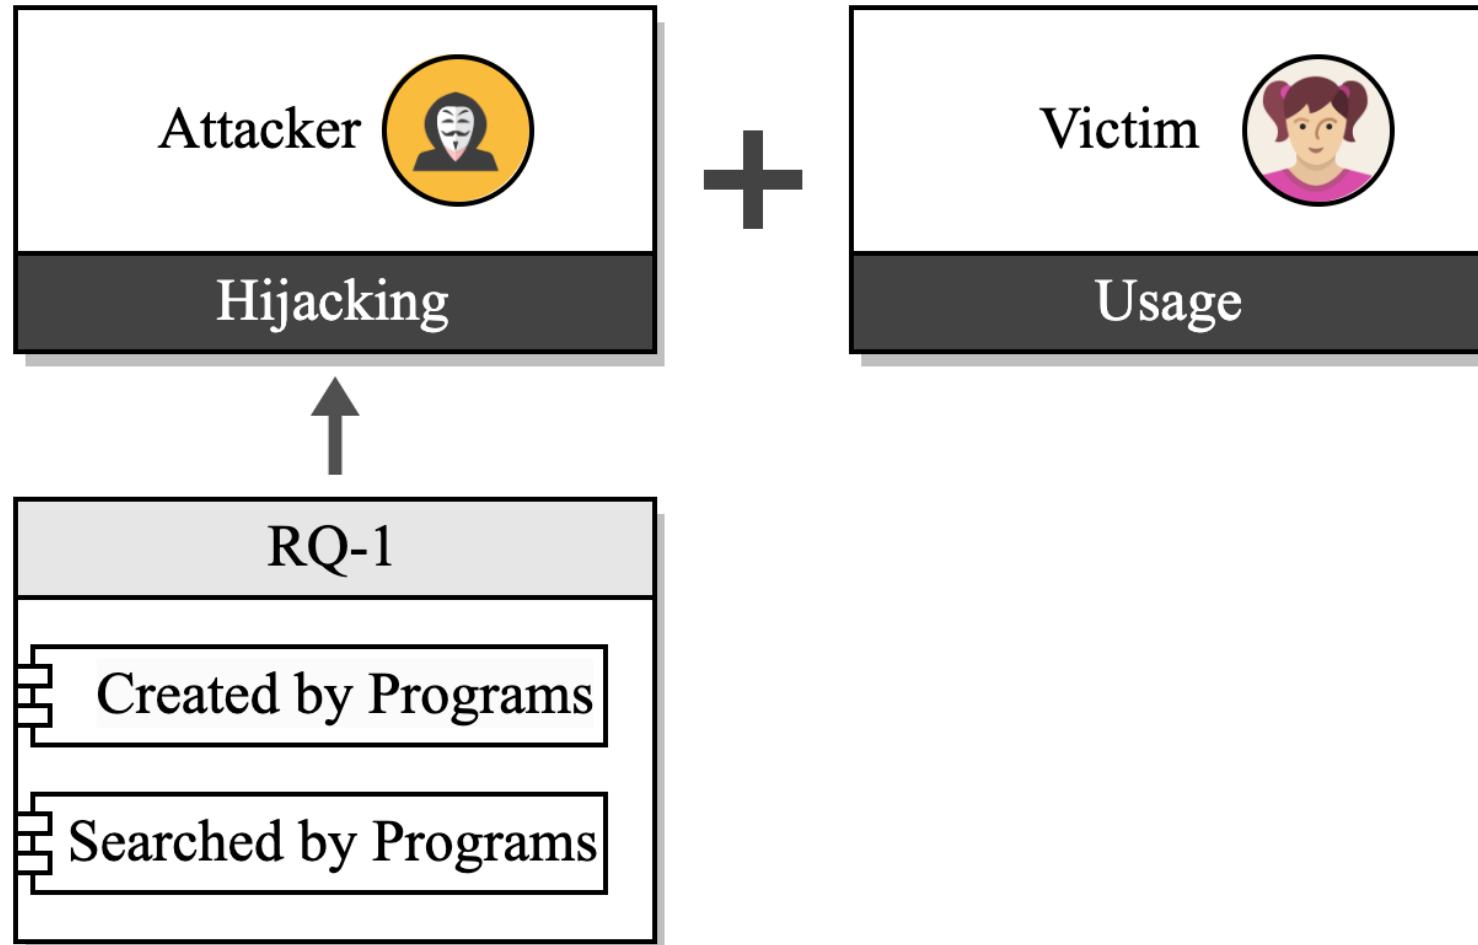 Attacker
Victim
Hijacking
Usage
RQ-1
Created by Programs
Searched by Programs